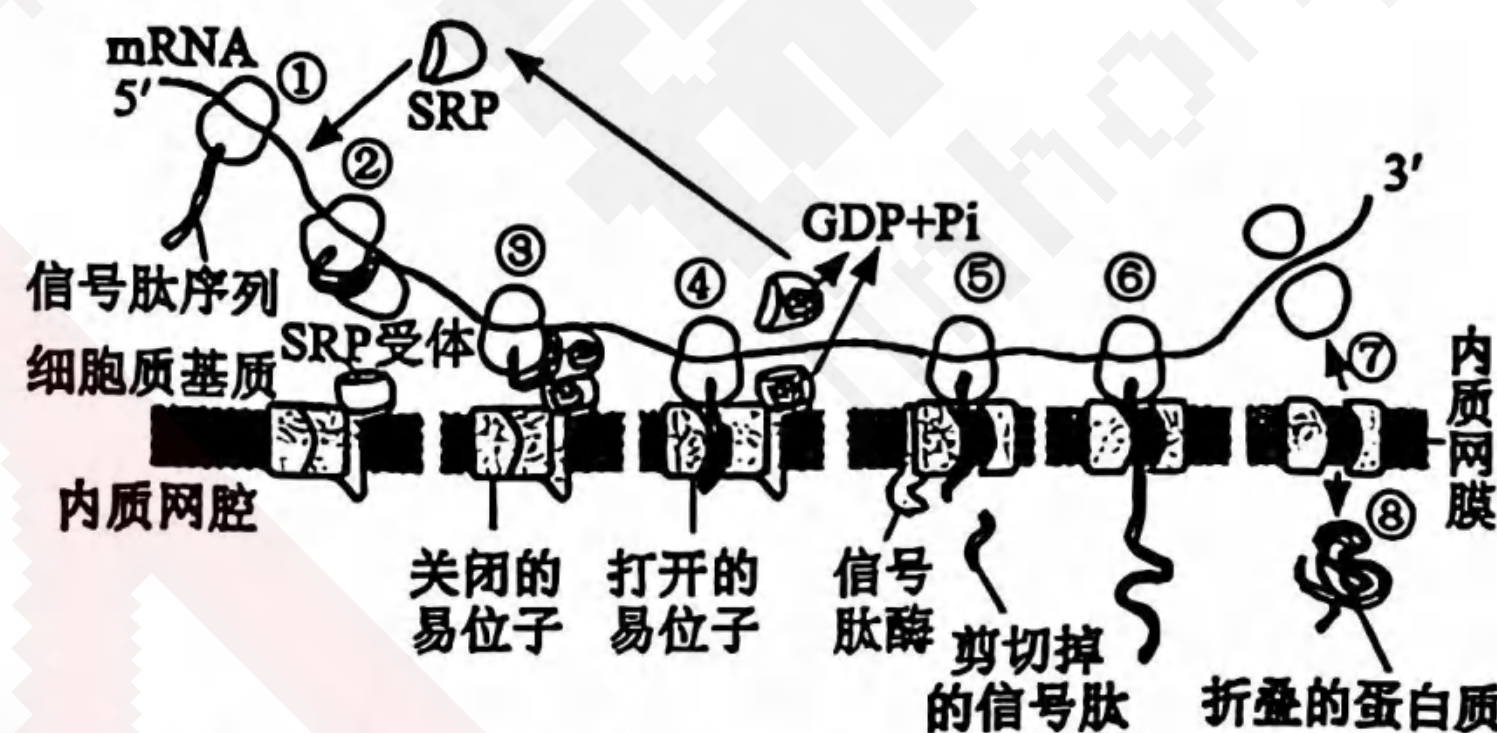 mRNA
5′
①
SRP
②
3′
GDP+Pi
信号肽序列
③
④
⑤
⑥
SRP受体
细胞质基质
⑦
内质网膜
内质网腔
⑧
关闭的
易位子
打开的
易位子
信号
肽酶
剪切掉
的信号肽
折叠的蛋白质